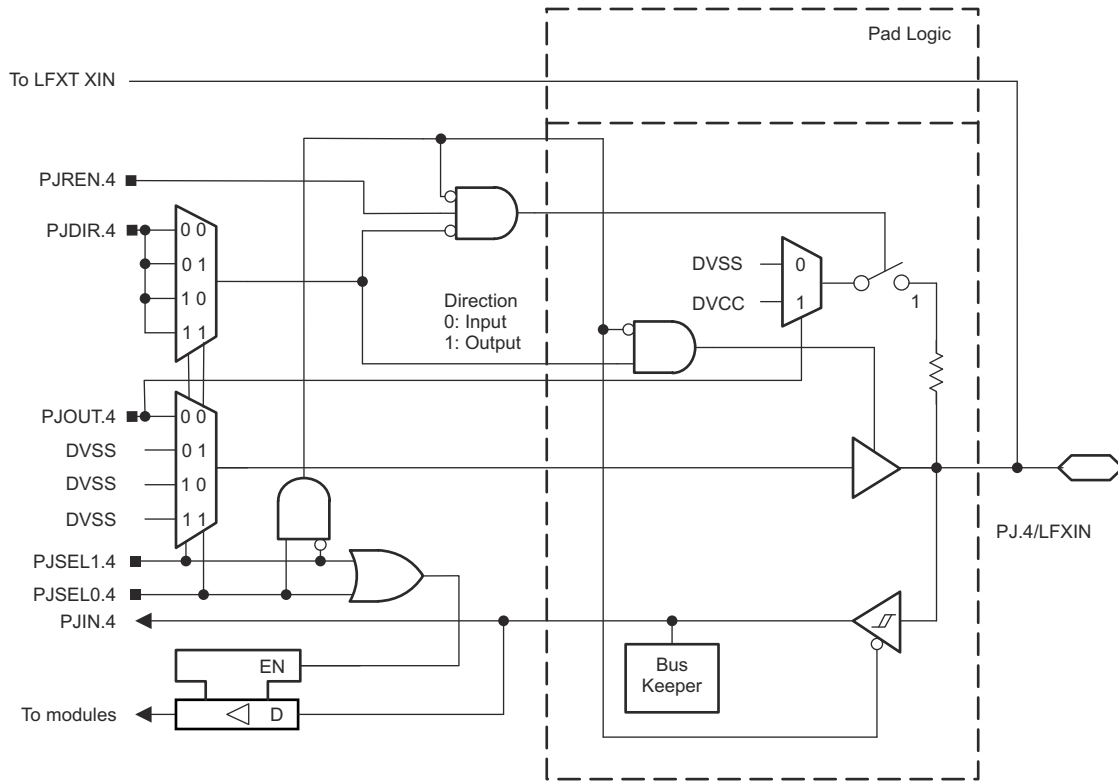 Pad Logic
To LFXT XIN
PJREN.4
PJDIR.4
0 0
0 1
1 0
1 1
Direction
0: Input
1: Output
DVSS
0
DVCC
1
1
PJOUT.4
0 0
DVSS
0 1
DVSS
1 0
DVSS
1 1
PJ.4/LFXIN
PJSEL1.4
PJSEL0.4
PJIN.4
Bus
Keeper
EN
To modules
D